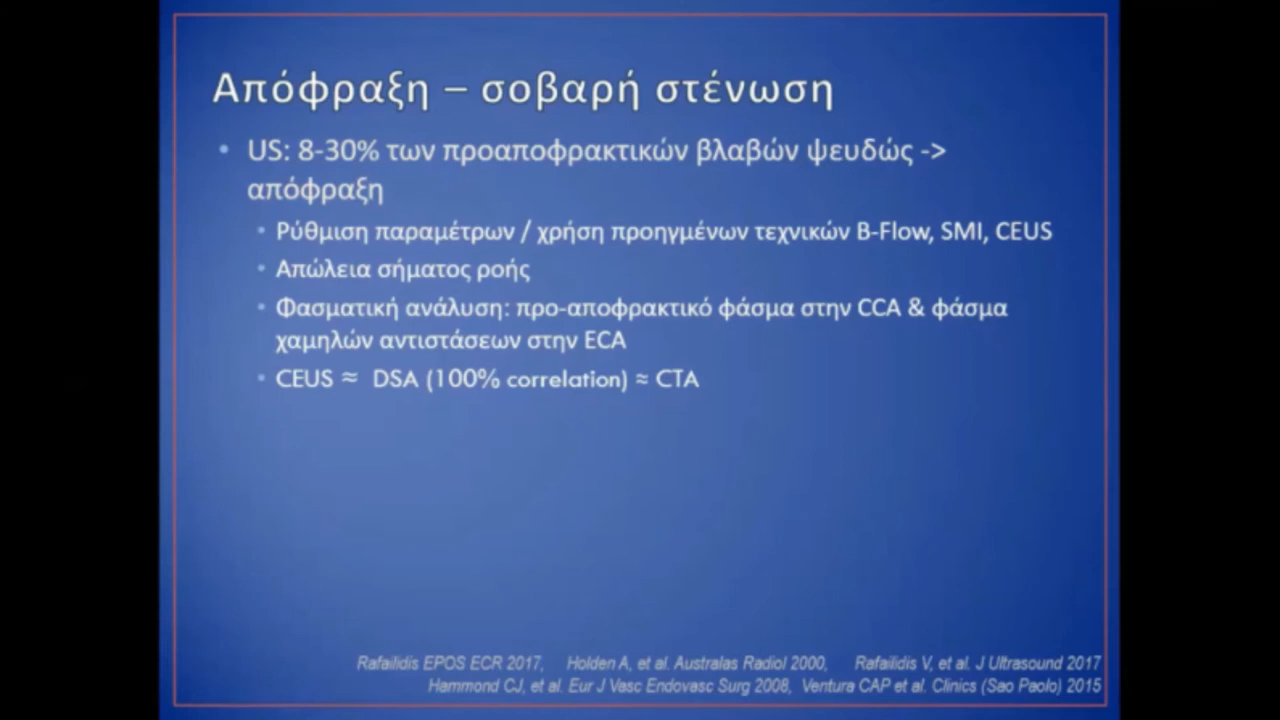 Απόφραξη – σοβαρή στένωση
• US: 8-30% των προαποφρακτικών βλαβών ψευδώς ->
απόφραξη
• Ρύθμιση παραμέτρων / χρήση προηγμένων τεχνικών B-Flow, SMI, CEUS
• Απώλεια σήματος ροής
• Φασματική ανάλυση: προ-αποφρακτικό φάσμα στην CCA & φάσμα
χαμηλών αντιστάσεων στην ECA
• CEUS ≈ DSA (100% correlation) ≈ CTA
Rafailidis EPOS ECR 2017, Holden A, et al. Australas Radiol 2000, Rafailidis V, et al. J Ultrasound 2017
Hammond CJ, et al. Eur J Vasc Endovasc Surg 2008, Ventura CAP et al. Clinics (Sao Paolo) 2015